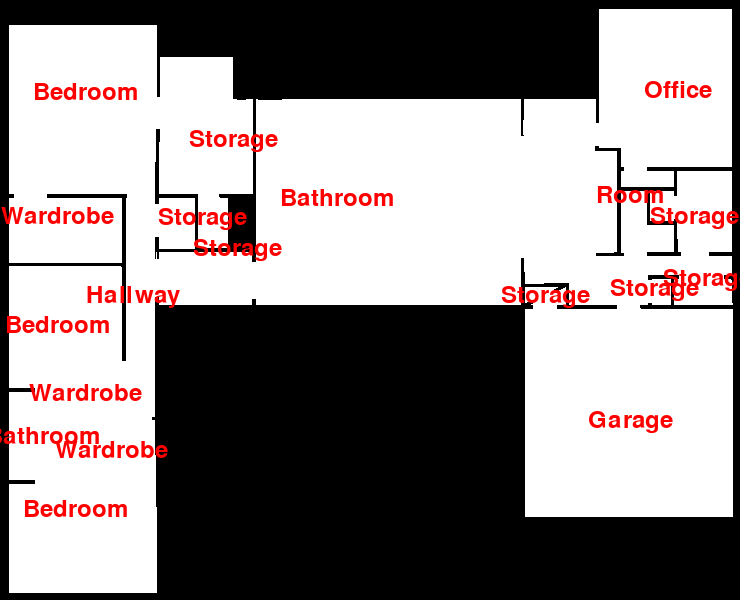 Office
Bedroom
Storage
Bathroom
Room
Wardrobe
Storage
Storage
Storage
Storag
Hallway
Storage
Storage
Bedroom
Wardrobe
Garage
athroom
Wardrobe
Bedroom